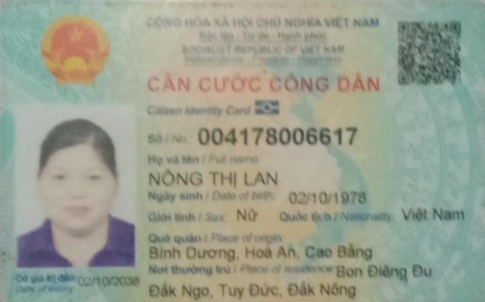 CỘNG HÒA XÃ HỘI CHỦ NGHĨA VIỆT NAM
Độc lập - Tự do - Hạnh phúc
SOCIALIST REPUBLIC OF VIET NAM
Independence - Freedom - Happiness
CĂN CƯỚC CÔNG DÂN
Citizen Identity Card
Số / No.: 004178006617
Họ và tên / Full name:
NÔNG THỊ LAN
Ngày sinh / Date of birth: 02/10/1978
Giới tính / Sex: Nữ Quốc tịch / Nationality: Việt Nam
Quê quán / Place of origin:
Bình Dương, Hoà An, Cao Bằng
Nơi thường trú / Place of residence: Bon Điêng Đu
Đắk Ngo, Tuy Đức, Đắk Nông
Có giá trị đến: 02/10/2038
Date of expiry